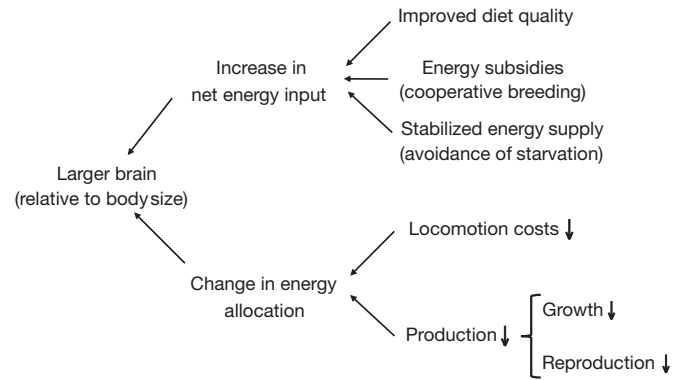 Improved diet quality
Increase in
net energy input
Energy subsidies
(cooperative breeding)
Stabilized energy supply
(avoidance of starvation)
Larger brain
(relative to body size)
Locomotion costs
Change in energy
allocation
Production
Growth
Reproduction